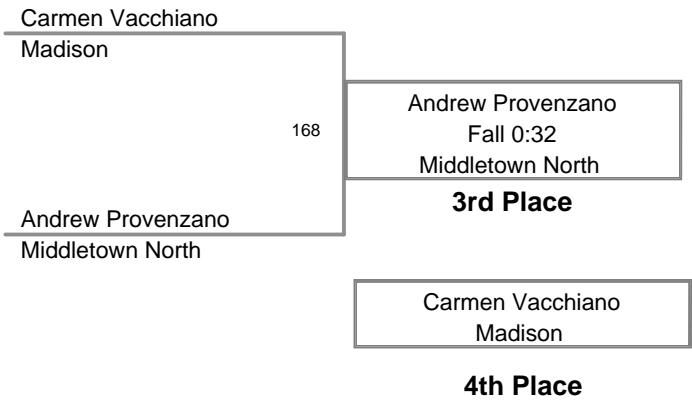 Carmen Vacchiano
Madison
168
Andrew Provenzano
Fall 0:32
Middletown North
3rd Place
Andrew Provenzano
Middletown North
Carmen Vacchiano
Madison
4th Place